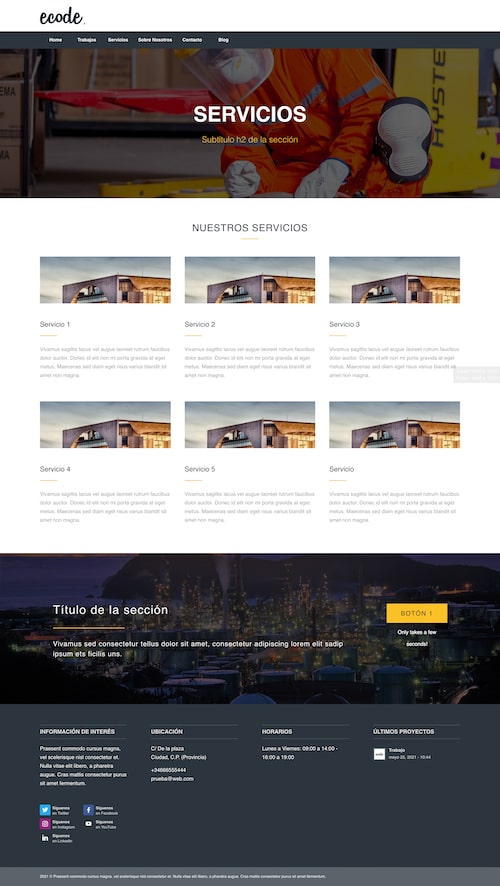 ecode.
Home Trabajos Servicios Sobre Nosotros Contacto Blog
SERVICIOS
Subtítulo h2 de la sección
HYSTE
NUESTROS SERVICIOS
Servicio 1
Vivamus sagittis lacus vel augue laoreet rutrum faucibus
dolor auctor. Donec id elit non mi porta gravida at eget
metus. Maecenas sed diam eget risus varius blandit sit
amet non magna.
Servicio 2
Vivamus sagittis lacus vel augue laoreet rutrum faucibus
dolor auctor. Donec id elit non mi porta gravida at eget
metus. Maecenas sed diam eget risus varius blandit sit
amet non magna.
Servicio 3
Vivamus sagittis lacus vel augue laoreet rutrum faucibus
dolor auctor. Donec id elit non mi porta gravida at eget
metus. Maecenas sed diam eget risus varius blandit sit
amet non magna.
Servicio 4
Vivamus sagittis lacus vel augue laoreet rutrum faucibus
dolor auctor. Donec id elit non mi porta gravida at eget
metus. Maecenas sed diam eget risus varius blandit sit
amet non magna.
Servicio 5
Vivamus sagittis lacus vel augue laoreet rutrum faucibus
dolor auctor. Donec id elit non mi porta gravida at eget
metus. Maecenas sed diam eget risus varius blandit sit
amet non magna.
Servicio
Vivamus sagittis lacus vel augue laoreet rutrum faucibus
dolor auctor. Donec id elit non mi porta gravida at eget
metus. Maecenas sed diam eget risus varius blandit sit
amet non magna.
Título de la sección
Vivamus sed consectetur tellus dolor sit amet, consectetur adipiscing lorem elit sadip
ipsum ets ficilis uns.
BOTÓN 1
Only takes a few
seconds!
INFORMACIÓN DE INTERÉS
Praesent commodo cursus magna,
vel scelerisque nisl consectetur et.
Nulla vitae elit libero, a pharetra
augue. Cras mattis consectetur purus
sit amet fermentum.
Síguenos
en Twitter
Síguenos
en Facebook
Síguenos
en Instagram
Síguenos
en YouTube
Síguenos
en LinkedIn
UBICACIÓN
C/ De la plaza
Ciudad, C.P. (Provincia)
+34666555444
prueba@web.com
HORARIOS
Lunes a Viernes: 09:00 a 14:00 -
16:00 a 19:00
ÚLTIMOS PROYECTOS
Trabajo
mayo 25, 2021 - 10:44
2021 © Praesent commodo cursus magna, vel scelerisque nisl consectetur et. Nulla vitae elit libero, a pharetra augue. Cras mattis consectetur purus sit amet fermentum.